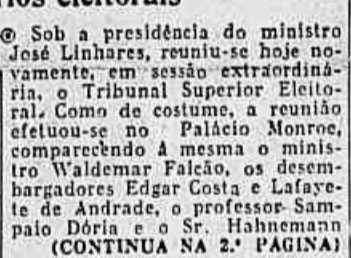 rios eleitorais
@ Sob a presidência do ministro
José Linhares, reuniu-se hoje no-
vamente, em sessão extraordiná-
ria, o Tribunal Superior Eleito-
ral. Como de costume, a reunião
efetuou-se no Palácio Monroe,
comparecendo à mesma o minis-
tro Waldemar Falcão, os desem-
bargadores Edgar Costa e Lafaye-
te de Andrade, o professor Sam-
paio Dória e o Sr. Hahnemann
(CONTINUA NA 2.ª PÁGINA)